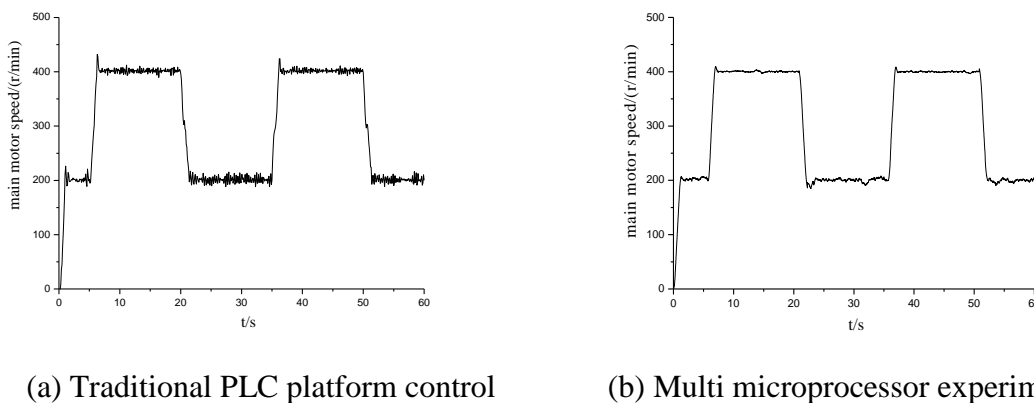 500
400
300
200
100
0
main motor speed/(r/min)
0 10 20 30 40 50 60
t/s
(a) Traditional PLC platform control
500
400
300
200
100
0
main motor speed/(r/min)
0 10 20 30 40 50
t/s
(b) Multi microprocessor